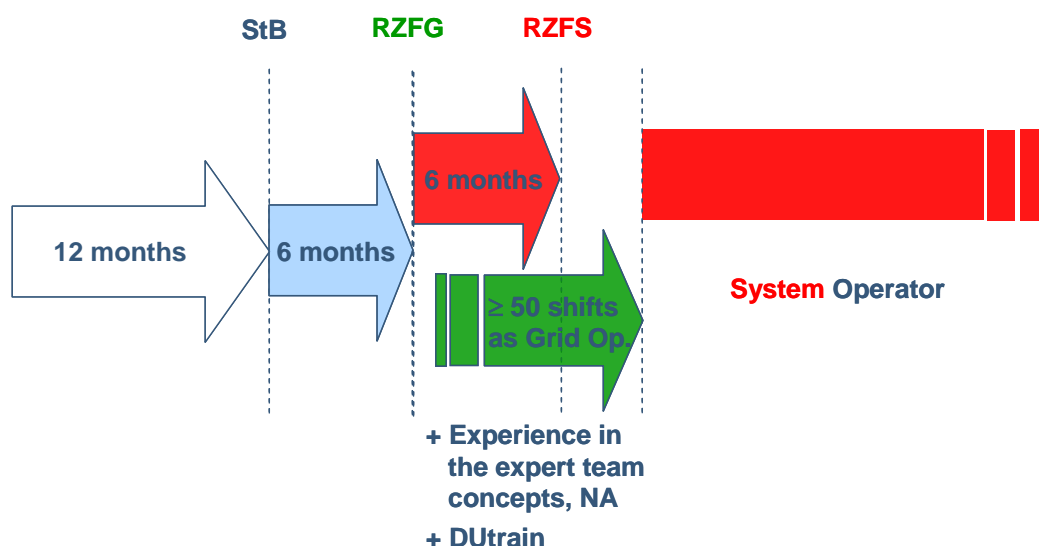 StB
RZFG
RZFS
12 months
6 months
6 months
≥ 50 shifts
as Grid Op.
System Operator
+ Experience in
the expert team
concepts, NA
+ DUtrain